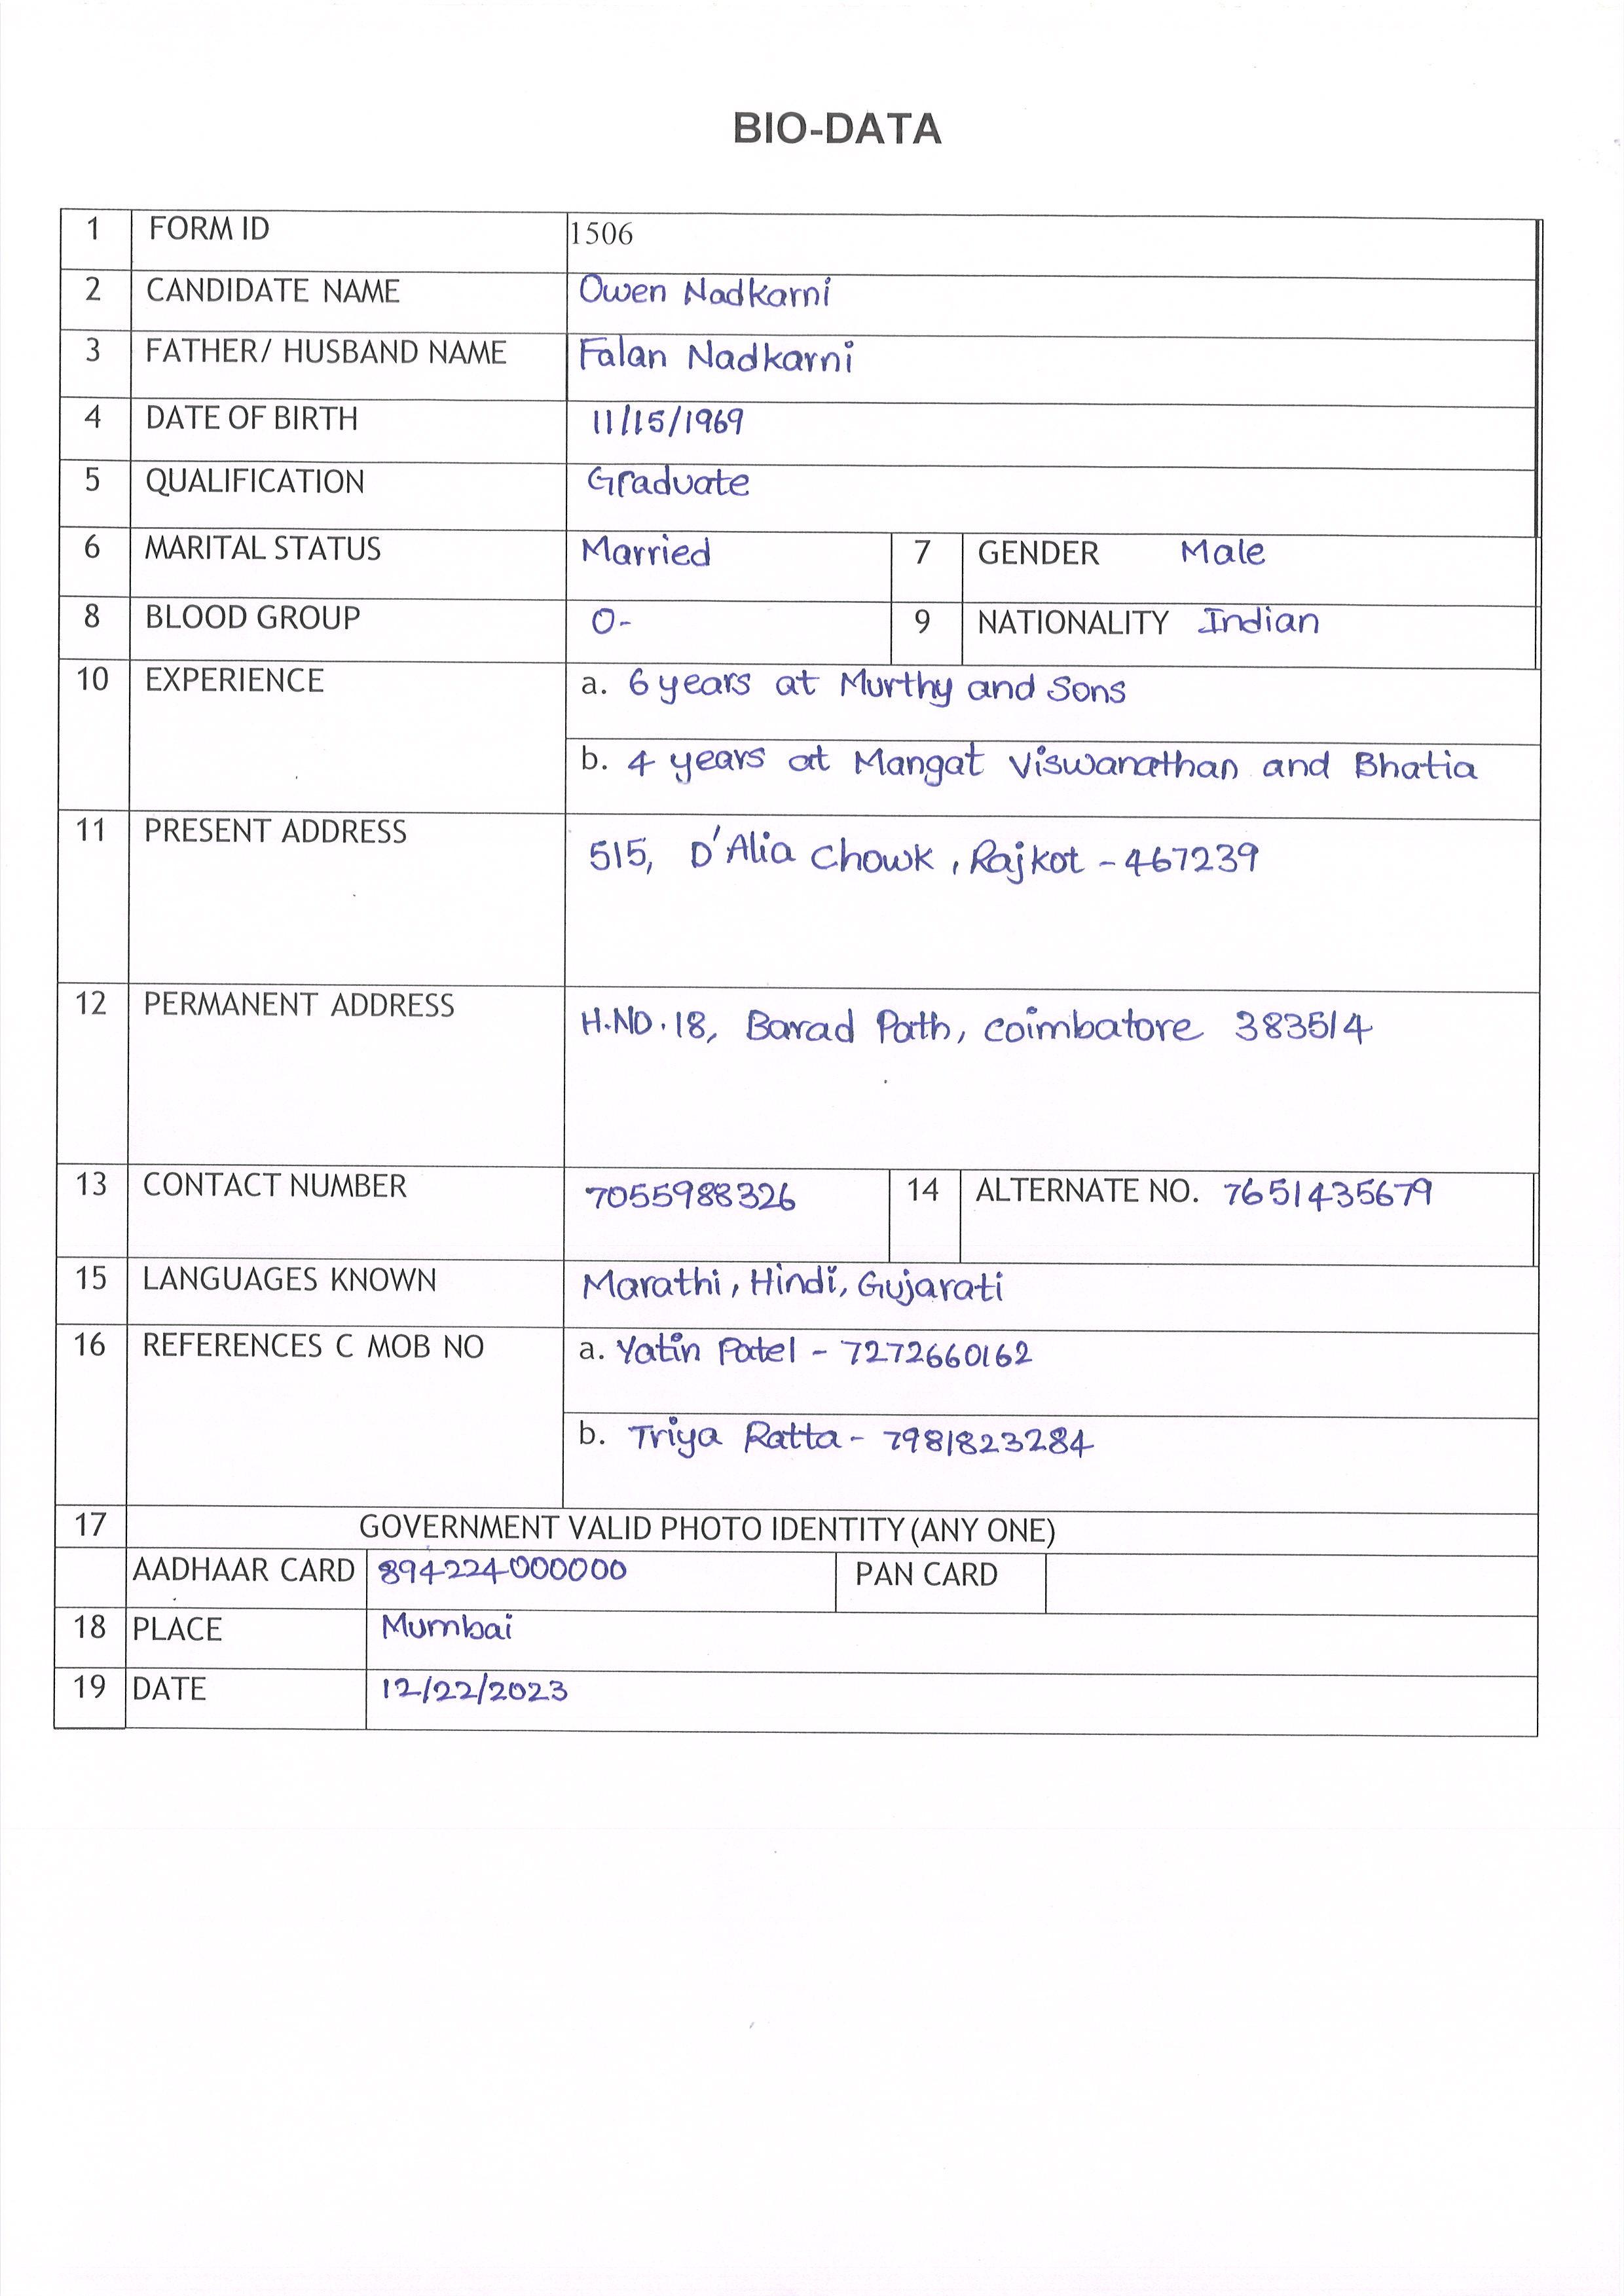 BIO-DATA
1 FORM ID 1506
2 CANDIDATE NAME Owen Nadkarni
3 FATHER/ HUSBAND NAME Falan Nadkarni
4 DATE OF BIRTH 11/15/1969
5 QUALIFICATION Graduate
6 MARITAL STATUS Married 7 GENDER Male
8 BLOOD GROUP O- 9 NATIONALITY Indian
10 EXPERIENCE a. 6 years at Murthy and Sons
b. 4 years at Mangat Viswanathan and Bhatia
11 PRESENT ADDRESS 515, D'Alia Chowk, Rajkot - 467239
12 PERMANENT ADDRESS H.NO. 18, Barad Path, Coimbatore 383514
13 CONTACT NUMBER 7055988326 14 ALTERNATE NO. 7651435679
15 LANGUAGES KNOWN Marathi, Hindi, Gujarati
16 REFERENCES C MOB NO a. Yatin Patel - 7272660162
b. Triya Ratta - 7981823284
17 GOVERNMENT VALID PHOTO IDENTITY (ANY ONE)
AADHAAR CARD 894224000000 PAN CARD
18 PLACE Mumbai
19 DATE 12/22/2023